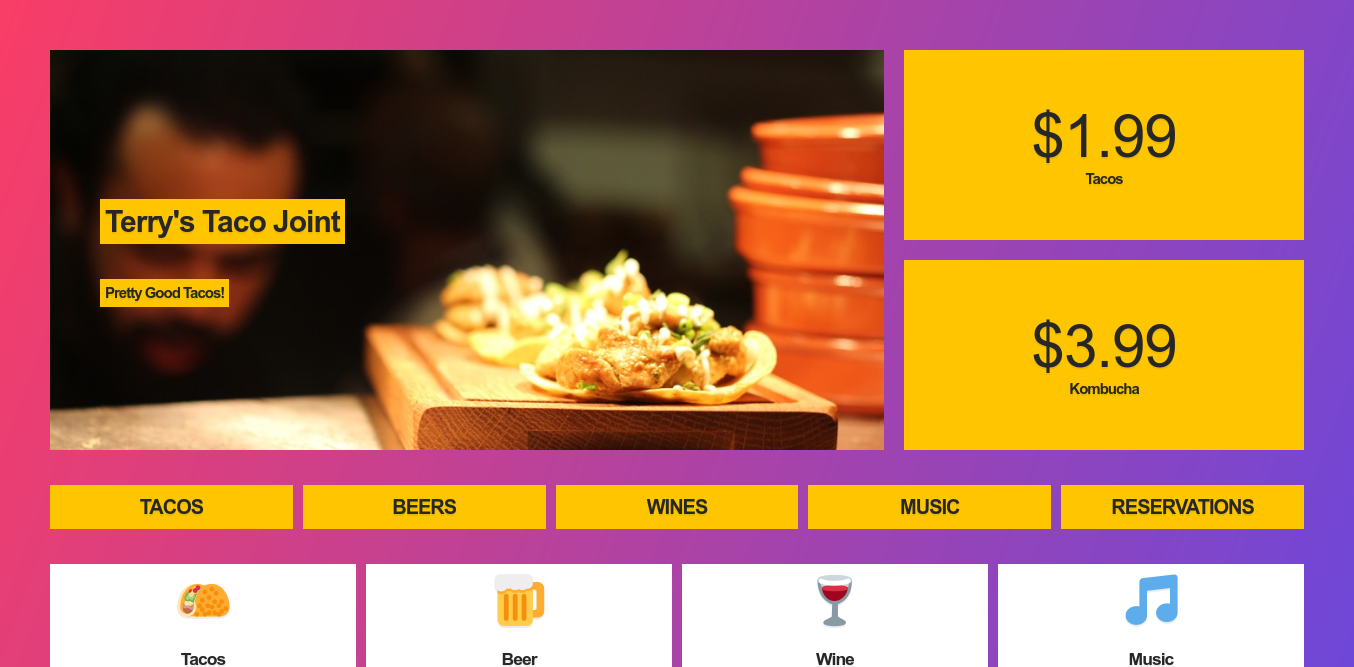 Terry's Taco Joint
Pretty Good Tacos!
$1.99
Tacos
$3.99
Kombucha
TACOS
BEERS
WINES
MUSIC
RESERVATIONS
Tacos
Beer
Wine
Music